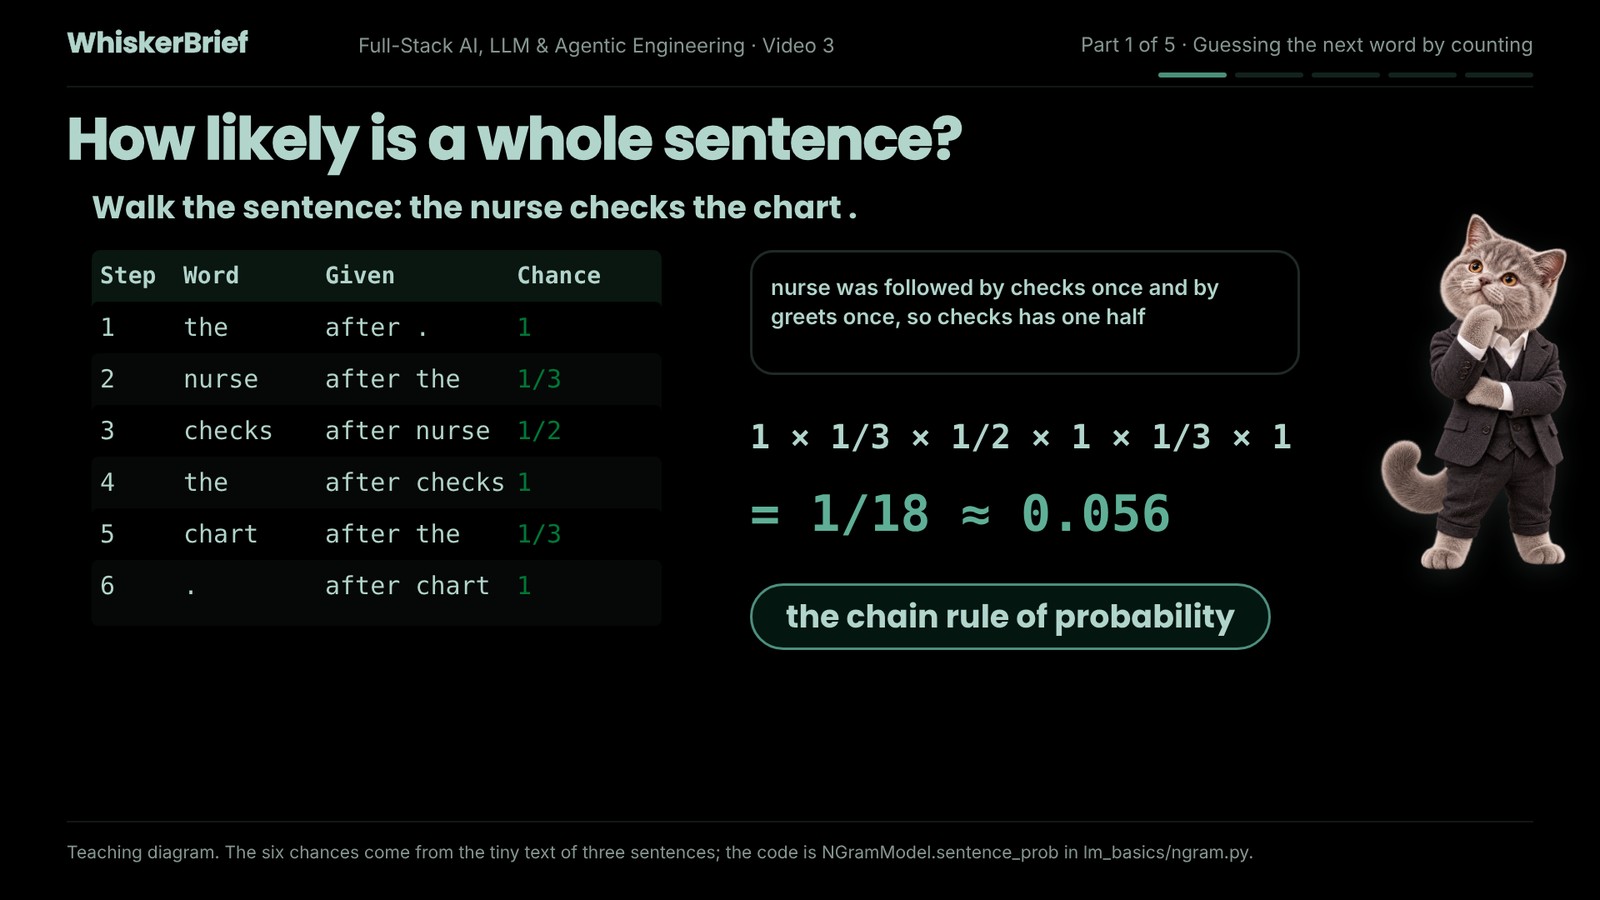 WhiskerBrief
Full-Stack AI, LLM & Agentic Engineering · Video 3
Part 1 of 5 · Guessing the next word by counting
How likely is a whole sentence?
Walk the sentence: the nurse checks the chart .
Step Word Given Chance
1 the after . 1
2 nurse after the 1/3
3 checks after nurse 1/2
4 the after checks 1
5 chart after the 1/3
6 . after chart 1
nurse was followed by checks once and by
greets once, so checks has one half
1 × 1/3 × 1/2 × 1 × 1/3 × 1
= 1/18 ≈ 0.056
the chain rule of probability
Teaching diagram. The six chances come from the tiny text of three sentences; the code is NGramModel.sentence_prob in lm_basics/ngram.py.